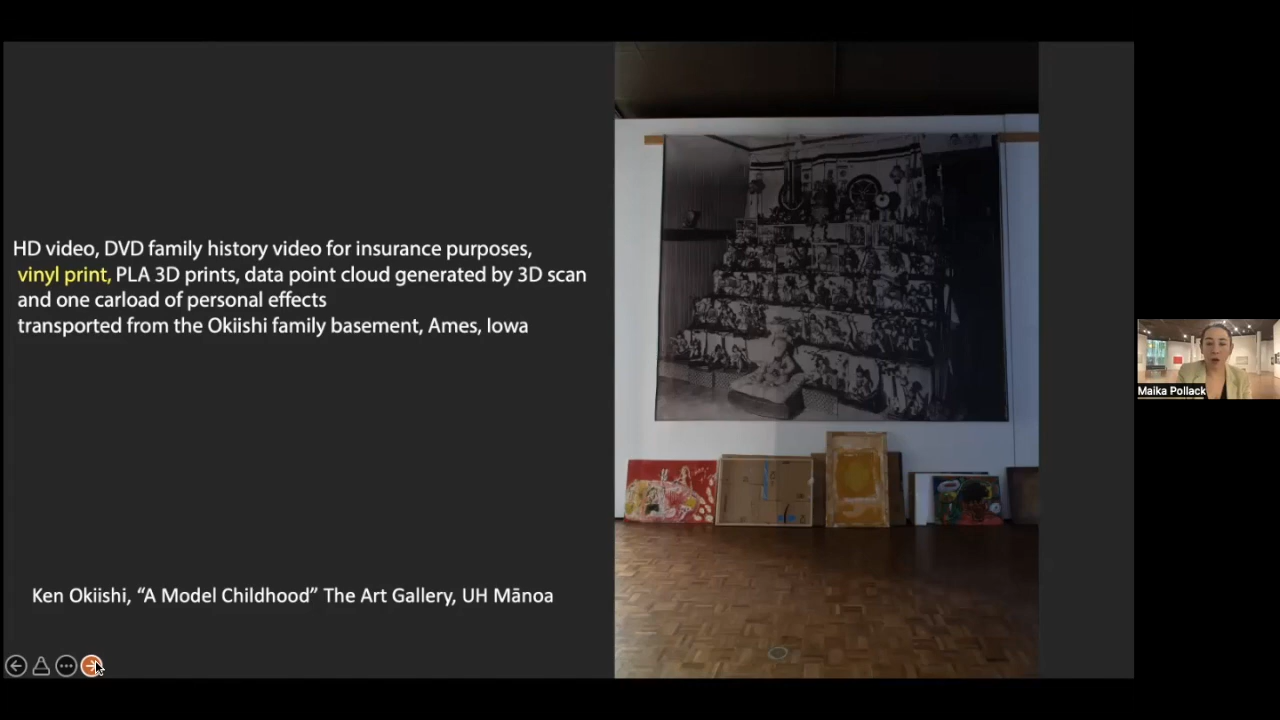 HD video, DVD family history video for insurance purposes,
vinyl print, PLA 3D prints, data point cloud generated by 3D scan
and one carload of personal effects
transported from the Okiishi family basement, Ames, Iowa
Ken Okiishi, “A Model Childhood” The Art Gallery, UH Mānoa
Maika Pollack